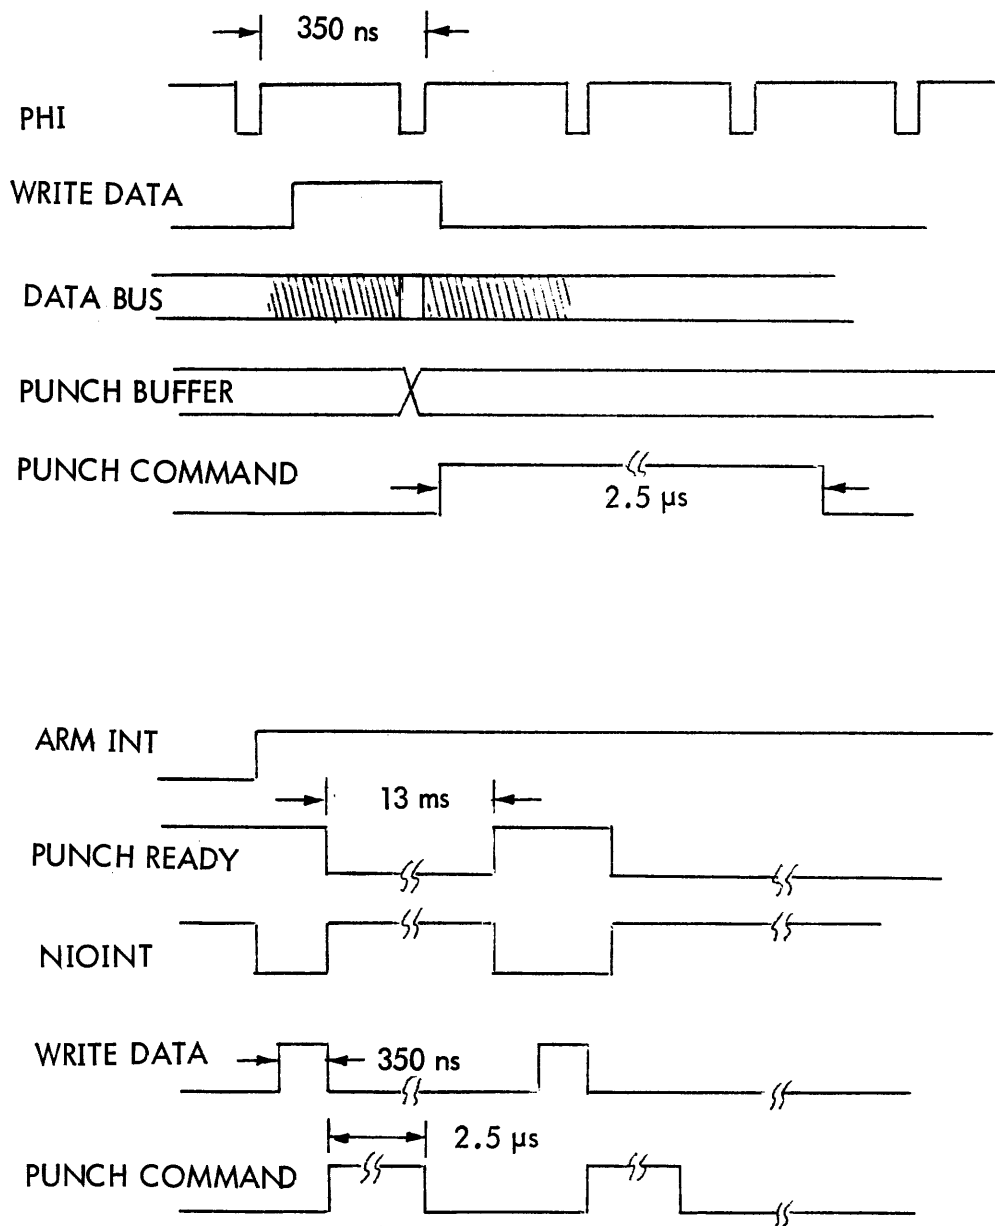 350 ns
PHI
WRITE DATA
DATA BUS
PUNCH BUFFER
PUNCH COMMAND
2.5 µs
ARM INT
13 ms
PUNCH READY
NIOINT
WRITE DATA
350 ns
2.5 µs
PUNCH COMMAND